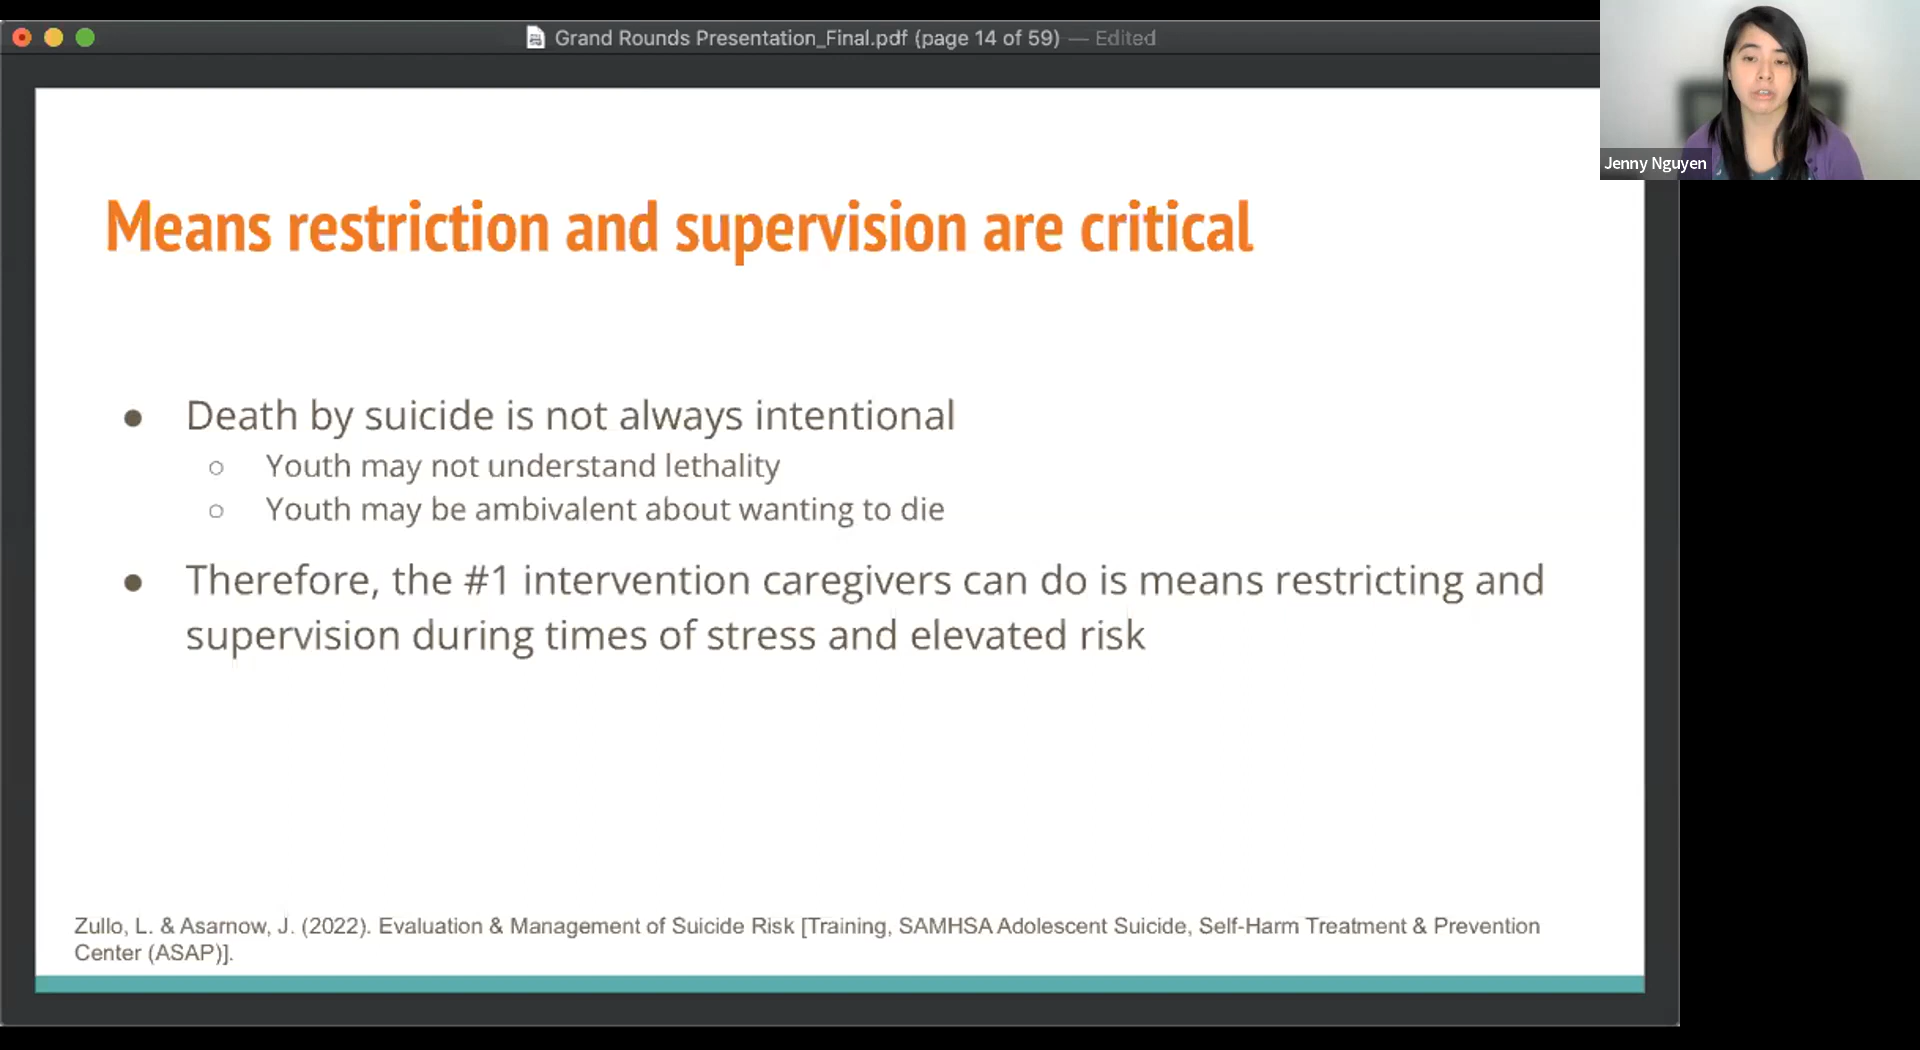 Grand Rounds Presentation_Final.pdf (page 14 of 59) — Edited
Jenny Nguyen
Means restriction and supervision are critical
● Death by suicide is not always intentional
○ Youth may not understand lethality
○ Youth may be ambivalent about wanting to die
● Therefore, the #1 intervention caregivers can do is means restricting and
supervision during times of stress and elevated risk
Zullo, L. & Asarnow, J. (2022). Evaluation & Management of Suicide Risk [Training, SAMHSA Adolescent Suicide, Self-Harm Treatment & Prevention
Center (ASAP)].